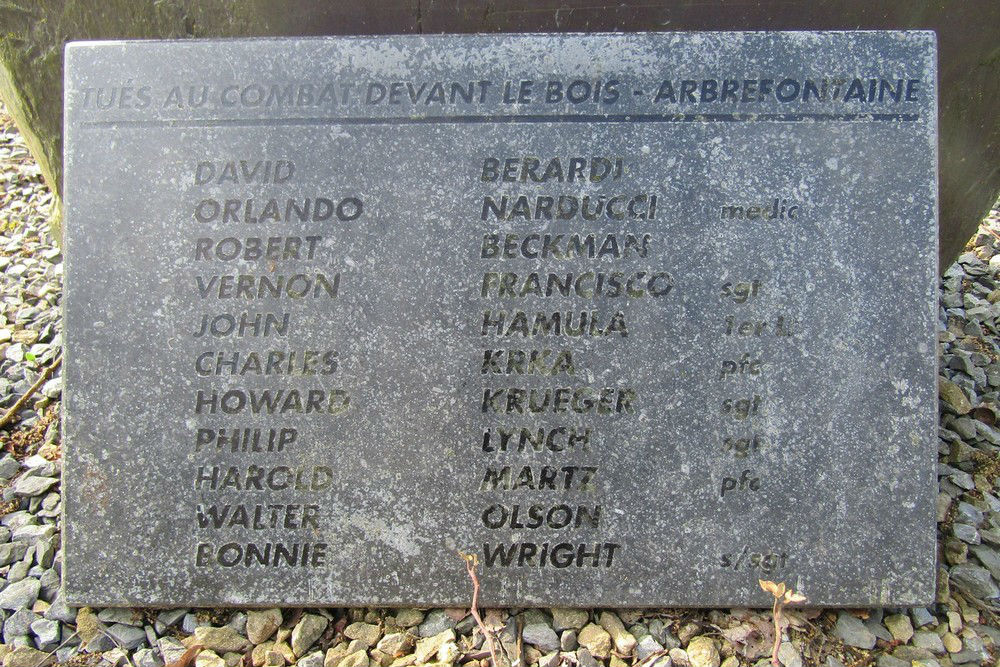 TUÉS AU COMBAT DEVANT LE BOIS - ARBREFONTAINE
DAVID BERARDI
ORLANDO NARDUCCI medic
ROBERT BECKMAN
VERNON FRANCISCO sgt
JOHN HAMULA 1er L
CHARLES KRKA pfc
HOWARD KRUEGER sgt
PHILIP LYNCH sgt
HAROLD MARTZ pfc
WALTER OLSON
BONNIE WRIGHT s/sgt